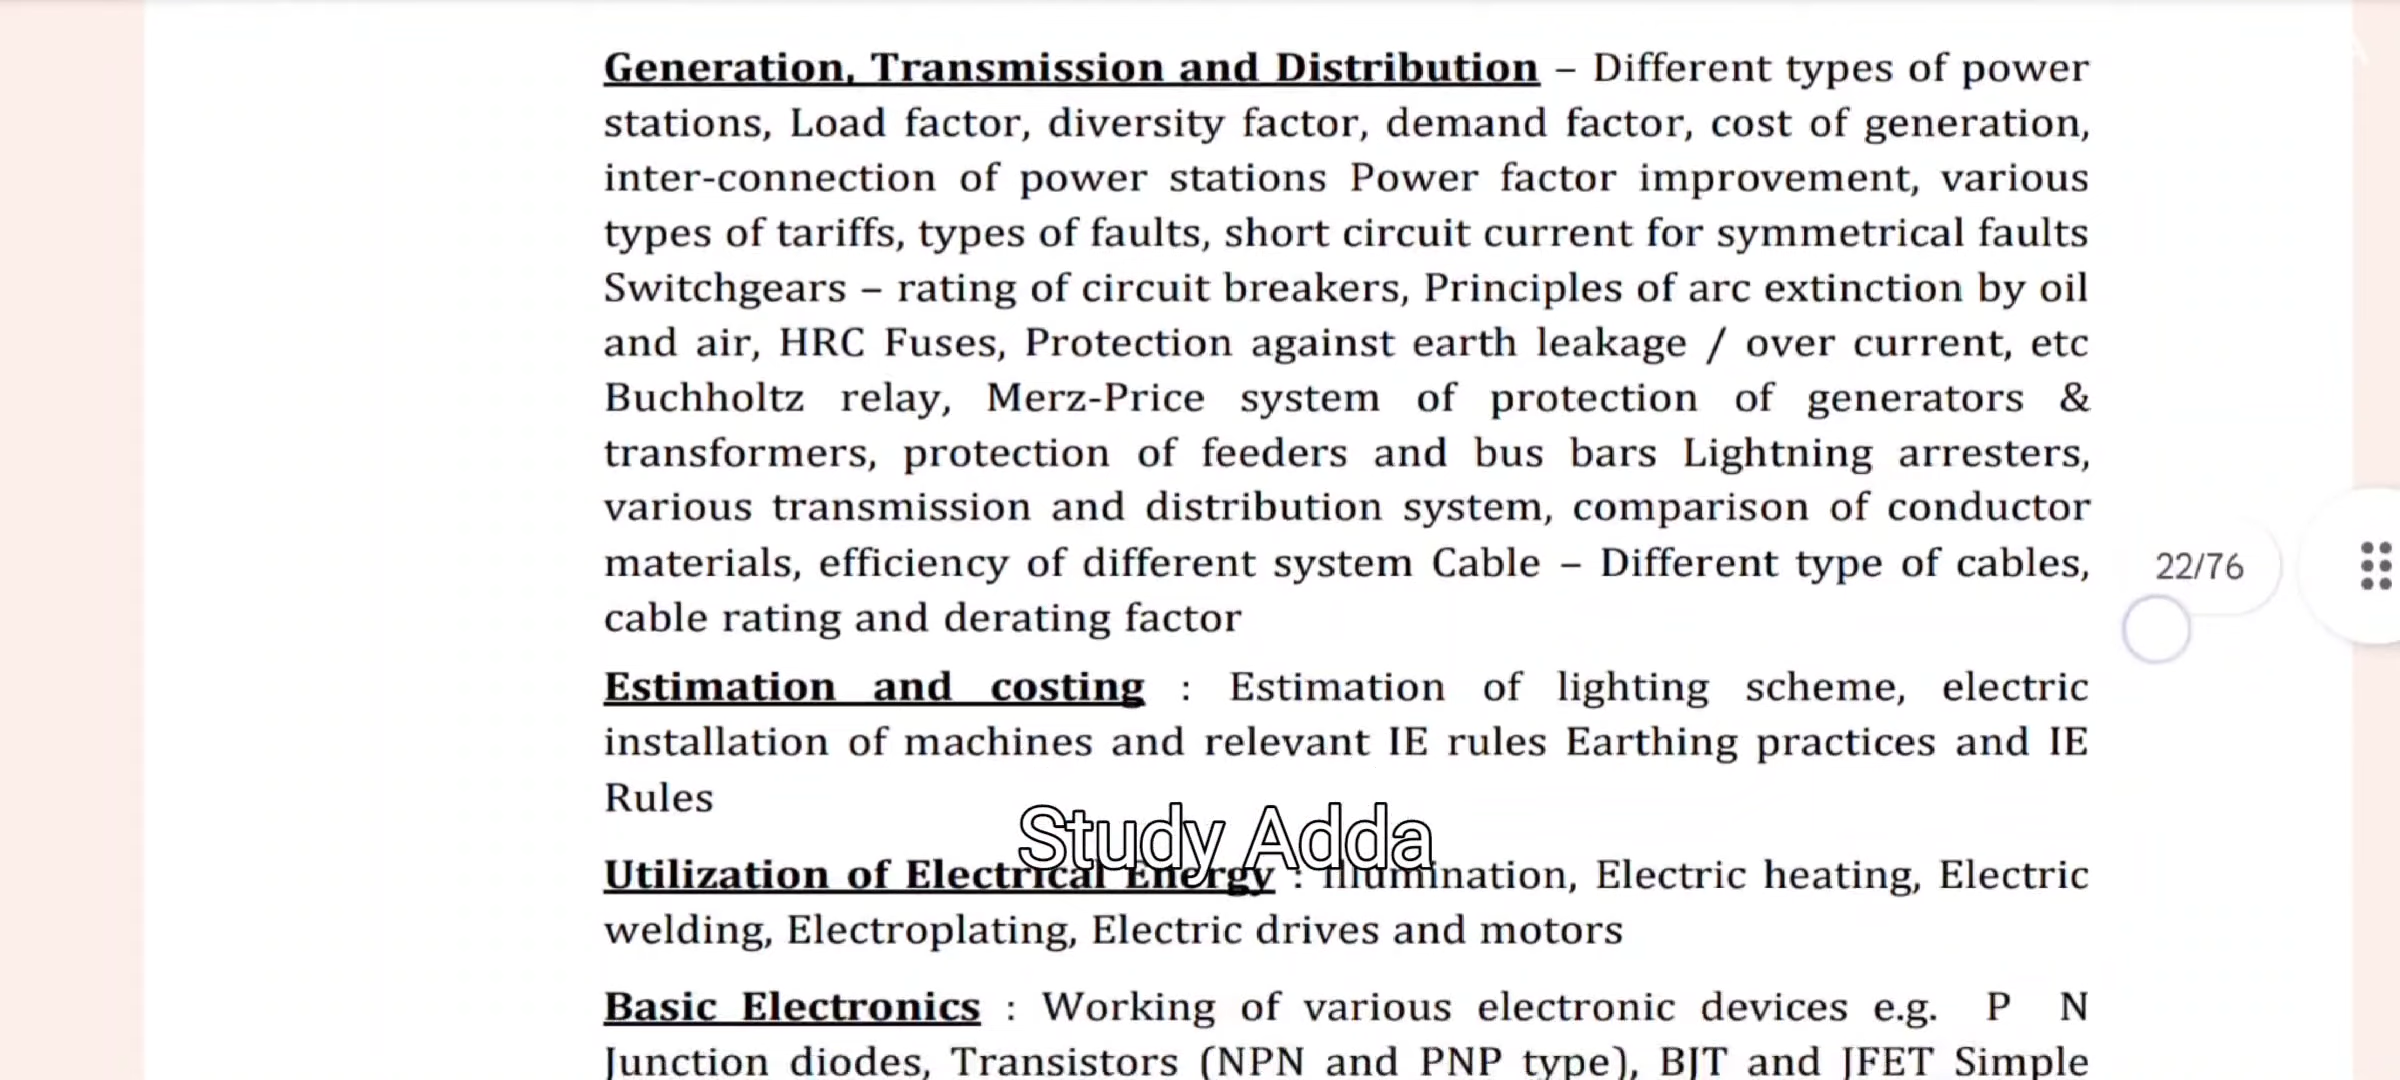 Generation, Transmission and Distribution – Different types of power
stations, Load factor, diversity factor, demand factor, cost of generation,
inter-connection of power stations Power factor improvement, various
types of tariffs, types of faults, short circuit current for symmetrical faults
Switchgears – rating of circuit breakers, Principles of arc extinction by oil
and air, HRC Fuses, Protection against earth leakage / over current, etc
Buchholtz relay, Merz-Price system of protection of generators &
transformers, protection of feeders and bus bars Lightning arresters,
various transmission and distribution system, comparison of conductor
materials, efficiency of different system Cable – Different type of cables,
22/76
cable rating and derating factor
Estimation and costing : Estimation of lighting scheme, electric
installation of machines and relevant IE rules Earthing practices and IE
Rules
Study Adda
Utilization of Electrical Energy : Illumination, Electric heating, Electric
welding, Electroplating, Electric drives and motors
Basic Electronics : Working of various electronic devices e.g. P N
Junction diodes, Transistors (NPN and PNP type), BJT and JFET Simple